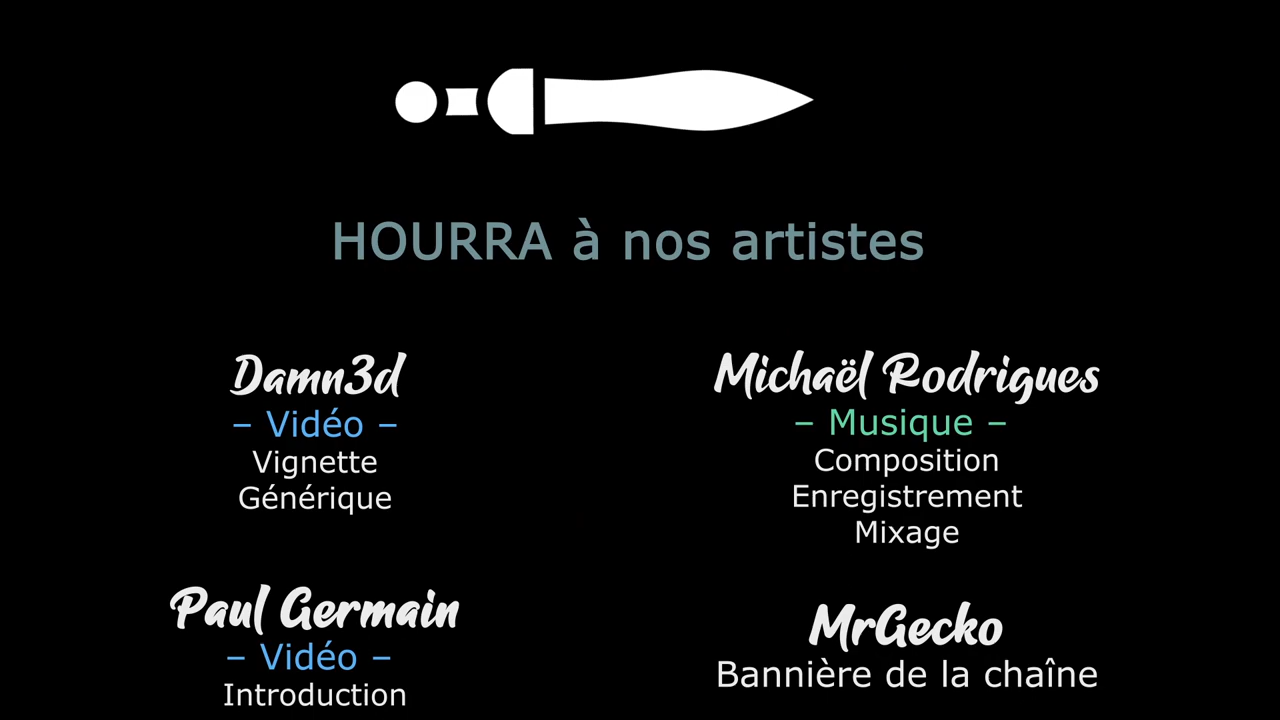 HOURRA à nos artistes
Damn3d
– Vidéo –
Vignette
Générique
Michaël Rodrigues
– Musique –
Composition
Enregistrement
Mixage
Paul Germain
– Vidéo –
Introduction
MrGecko
Bannière de la chaîne